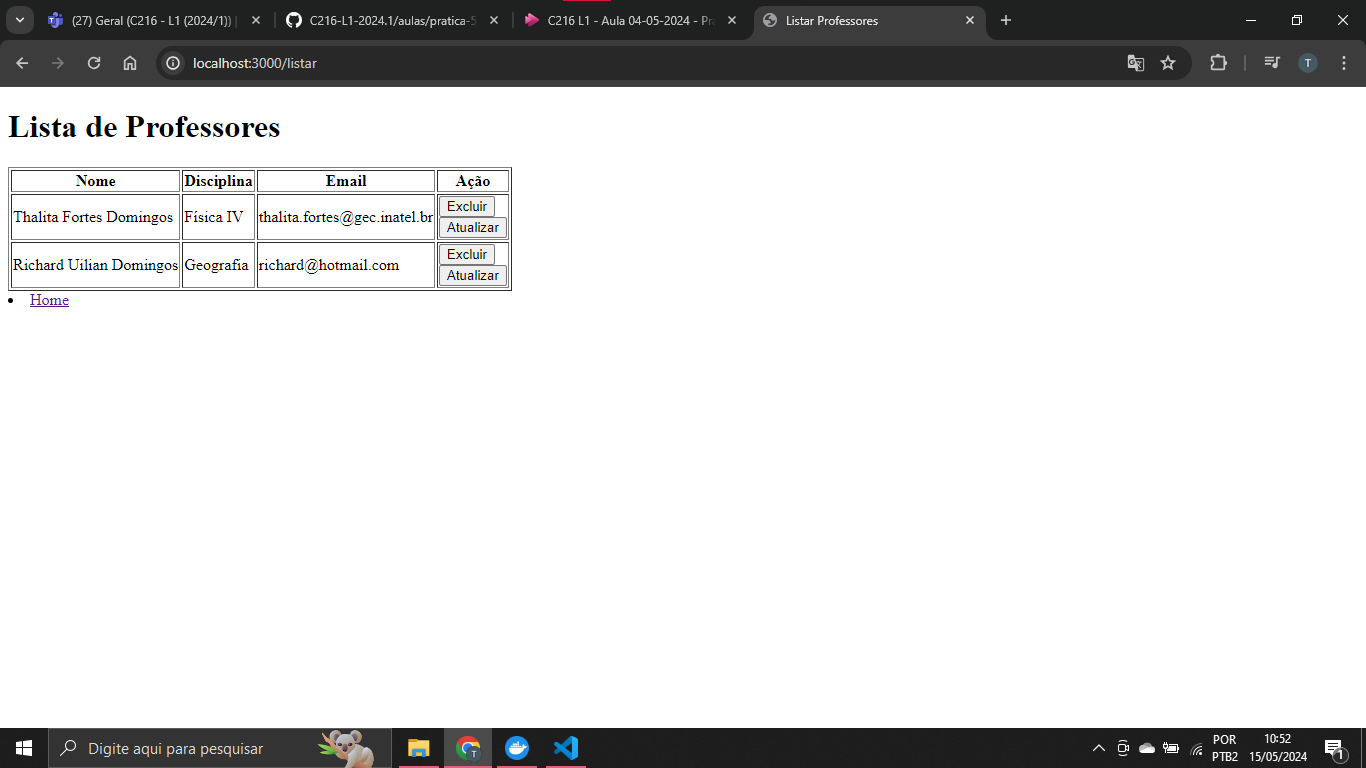 (27) Geral (C216 - L1 (2024/1)) |
C216-L1-2024.1/aulas/pratica-5
C216 L1 - Aula 04-05-2024 - Pra
Listar Professores
localhost:3000/listar
T
Lista de Professores
Nome Disciplina Email Ação
Thalita Fortes Domingos Física IV thalita.fortes@gec.inatel.br Excluir
Atualizar
Richard Uilian Domingos Geografia richard@hotmail.com Excluir
Atualizar
Home
Digite aqui para pesquisar
T
POR
PTB2
10:52
15/05/2024
1